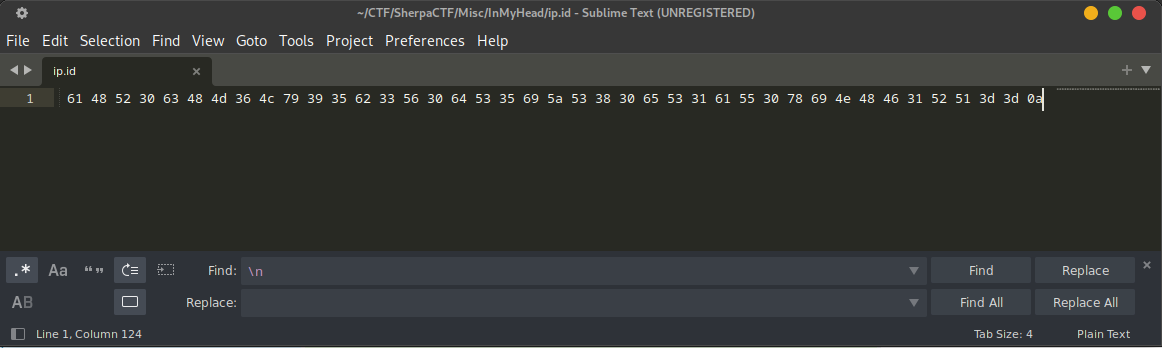 ~/CTF/SherpaCTF/Misc/InMyHead/ip.id - Sublime Text (UNREGISTERED)
File Edit Selection Find View Goto Tools Project Preferences Help
ip.id
1 61 48 52 30 63 48 4d 36 4c 79 39 35 62 33 56 30 64 53 35 69 5a 53 38 30 65 53 31 61 55 30 78 69 4e 48 46 31 52 51 3d 3d 0a
.* Aa “” Find: \n Find Replace
AB Replace: Find All Replace All
Line 1, Column 124 Tab Size: 4 Plain Text